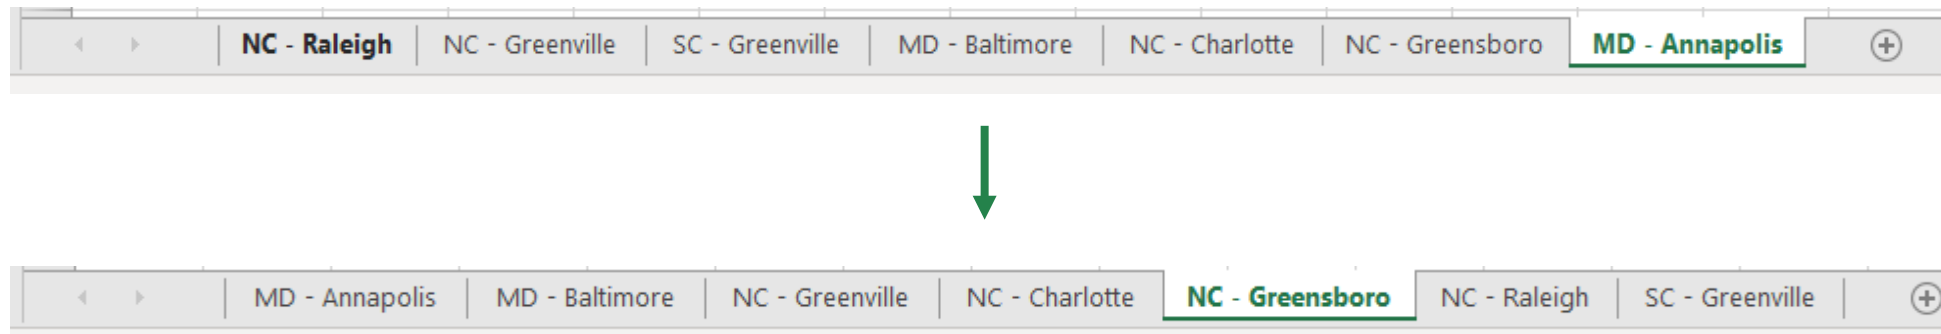 NC - Raleigh NC - Greenville SC - Greenville MD - Baltimore NC - Charlotte NC - Greensboro MD - Annapolis
MD - Annapolis MD - Baltimore NC - Greenville NC - Charlotte NC - Greensboro NC - Raleigh SC - Greenville